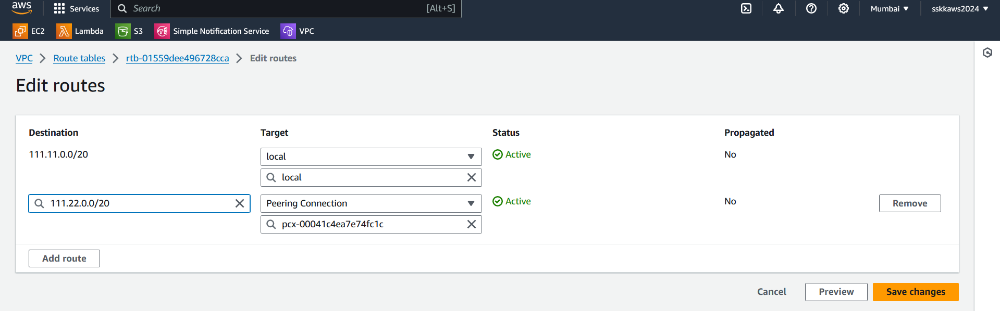 aws
Services
Search
[Alt+S]
Mumbai
sskkaws2024
EC2
Lambda
S3
Simple Notification Service
VPC
VPC
Route tables
rtb-01559dee496728cca
Edit routes
Edit routes
Destination
Target
Status
Propagated
111.11.0.0/20
local
Active
No
local
111.22.0.0/20
Peering Connection
Active
No
Remove
pcx-00041c4ea7e74fc1c
Add route
Cancel
Preview
Save changes